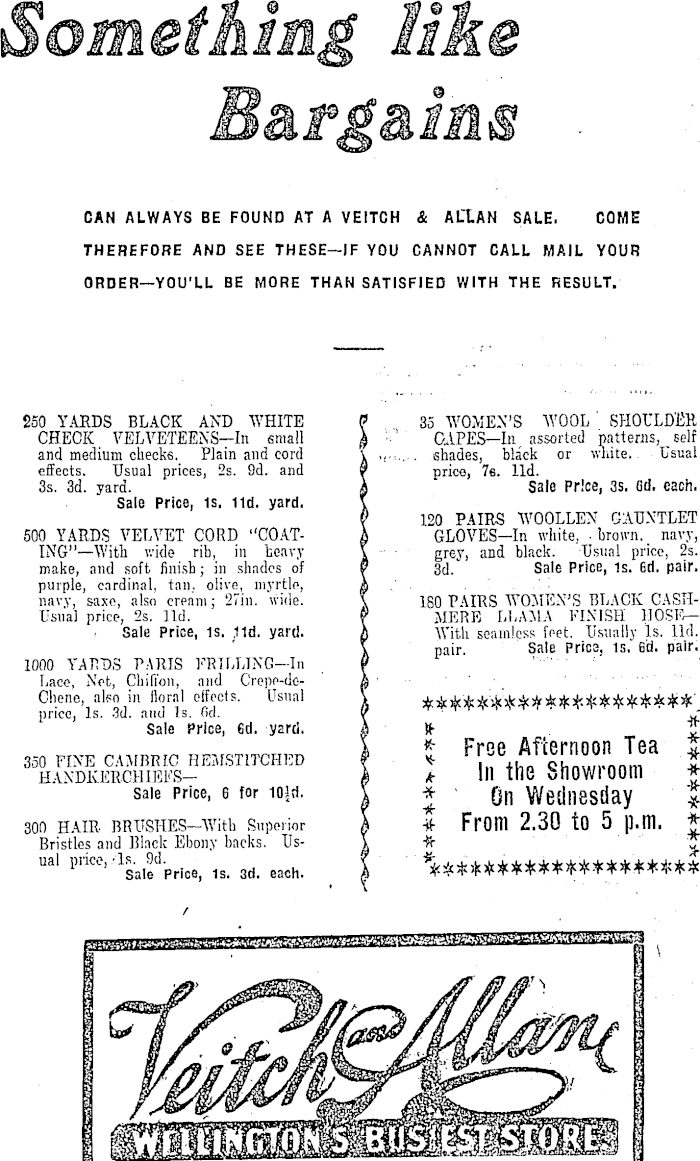 Something like
Bargains
CAN ALWAYS BE FOUND AT A VEITCH & ALLAN SALE. COME
THEREFORE AND SEE THESE—IF YOU CANNOT CALL MAIL YOUR
ORDER—YOU'LL BE MORE THAN SATISFIED WITH THE RESULT.
250 YARDS BLACK AND WHITE
CHECK VELVETEENS—In small
and medium checks. Plain and cord
effects. Usual prices, 2s. 9d. and
3s. 3d. yard.
Sale Price, 1s. 11d. yard.
500 YARDS VELVET CORD "COAT-
ING"—With wide rib, in heavy
make, and soft finish; in shades of
purple, cardinal, tan, olive, myrtle,
navy, saxe, also cream; 27in. wide.
Usual price, 2s. 11d.
Sale Price, 1s. 11d. yard.
1000 YARDS PARIS FRILLING—In
Lace, Net, Chiffon, and Crepe-de-
Chene, also in floral effects. Usual
price, 1s. 3d. and 1s. 6d.
Sale Price, 6d. yard.
350 FINE CAMBRIC HEMSTITCHED
HANDKERCHIEFS—
Sale Price, 6 for 10½d.
300 HAIR BRUSHES—With Superior
Bristles and Black Ebony backs. Us-
ual price, 1s. 9d.
Sale Price, 1s. 3d. each.
35 WOMEN'S WOOL SHOULDER
CAPES—In assorted patterns, self
shades, black or white. Usual
price, 7s. 11d.
Sale Price, 3s. 6d. each.
120 PAIRS WOOLLEN GAUNTLET
GLOVES—In white, brown, navy,
grey, and black. Usual price, 2s.
3d. Sale Price, 1s. 6d. pair.
180 PAIRS WOMEN'S BLACK CASH-
MERE LLAMA FINISH HOSE—
With seamless feet. Usually 1s. 11d.
pair. Sale Price, 1s. 6d. pair.
Free Afternoon Tea
In the Showroom
On Wednesday
From 2.30 to 5 p.m.
Veitch and Allan
WELLINGTON'S BUSIEST STORE.